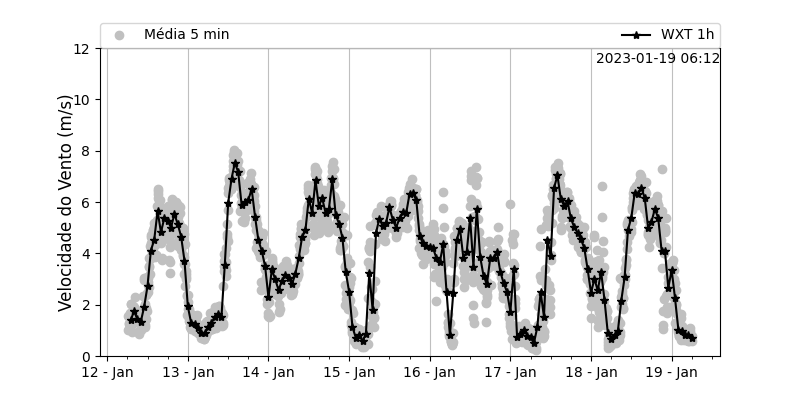 Média 5 min
WXT 1h
2023-01-19 06:12
Velocidade do Vento (m/s)
12
10
8
6
4
2
0
12 - Jan
13 - Jan
14 - Jan
15 - Jan
16 - Jan
17 - Jan
18 - Jan
19 - Jan